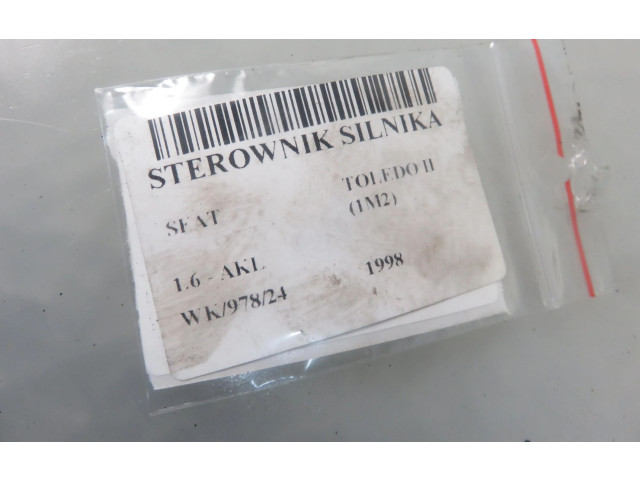 STEROWNIK SILNIKA
SEAT TOLEDO II
(1M2)
1.6 - AKL 1998
WK/978/24